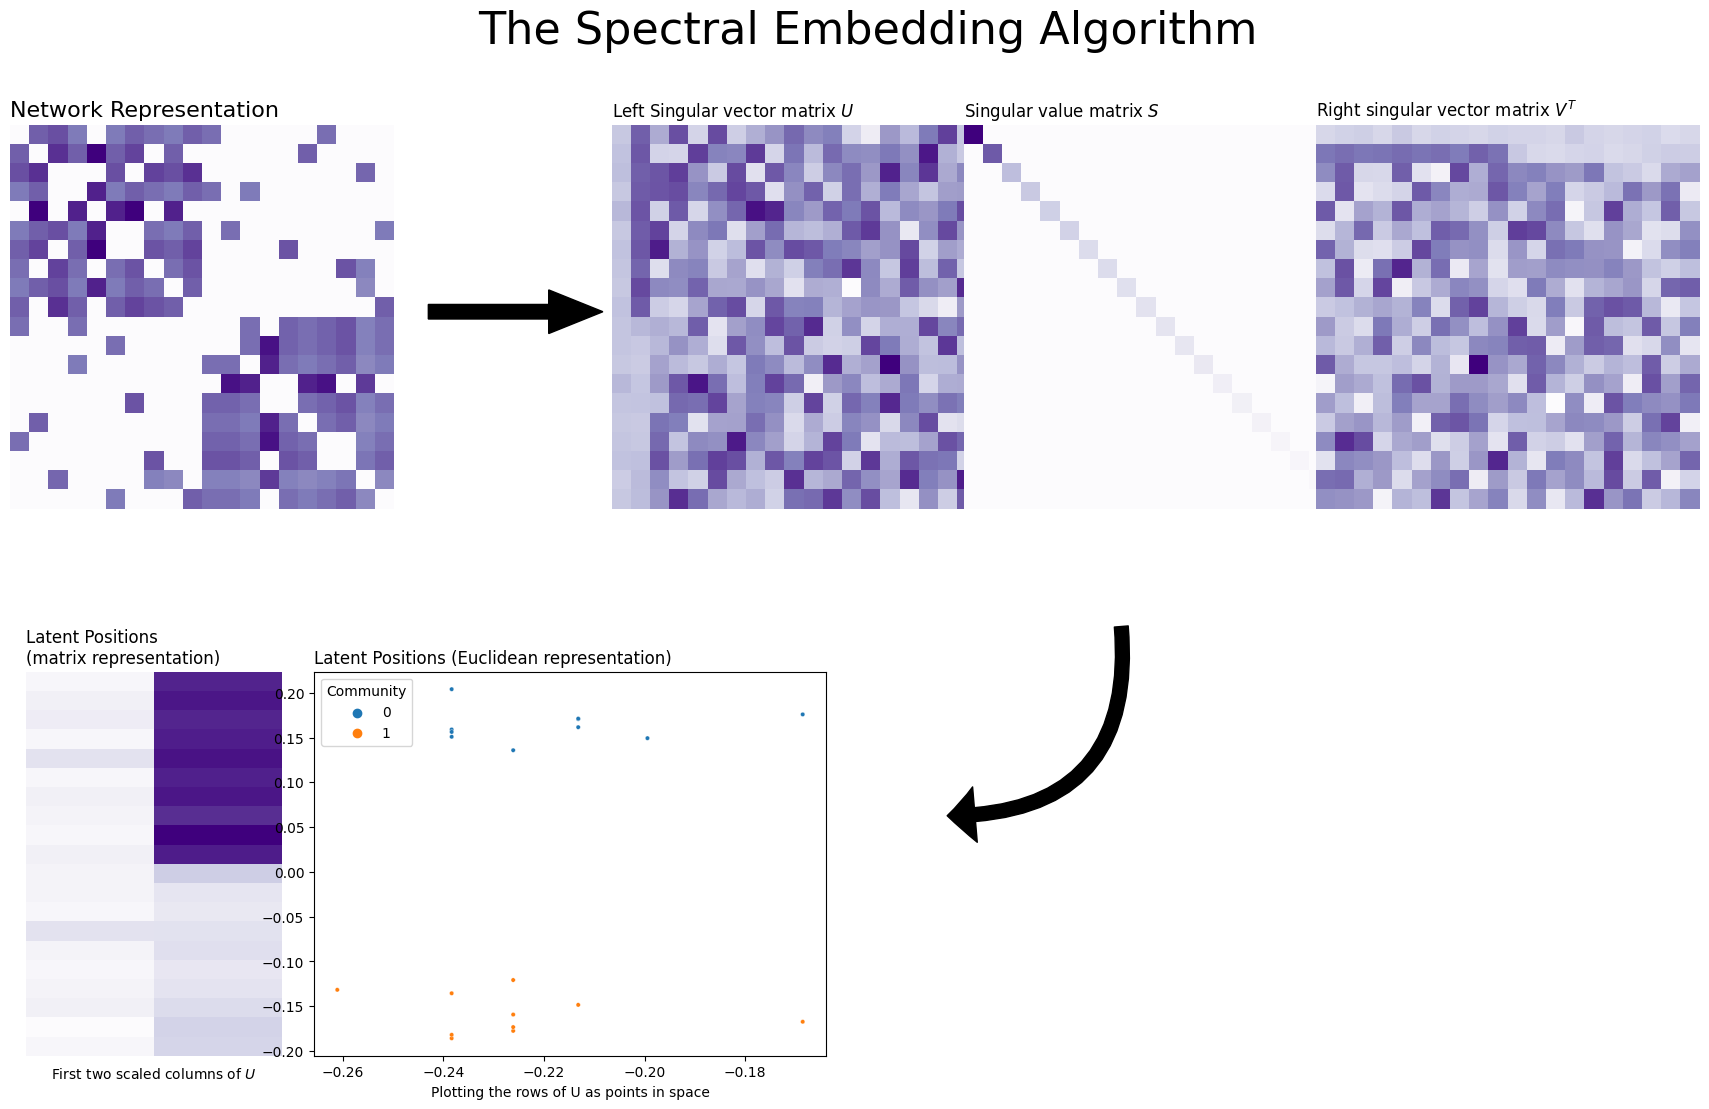 The Spectral Embedding Algorithm
Network Representation
Left Singular vector matrix U
Singular value matrix S
Right singular vector matrix V^T
Latent Positions
(matrix representation)
First two scaled columns of U
Latent Positions (Euclidean representation)
Community
0
1
0.20
0.15
0.10
0.05
0.00
−0.05
−0.10
−0.15
−0.20
−0.26
−0.24
−0.22
−0.20
−0.18
Plotting the rows of U as points in space